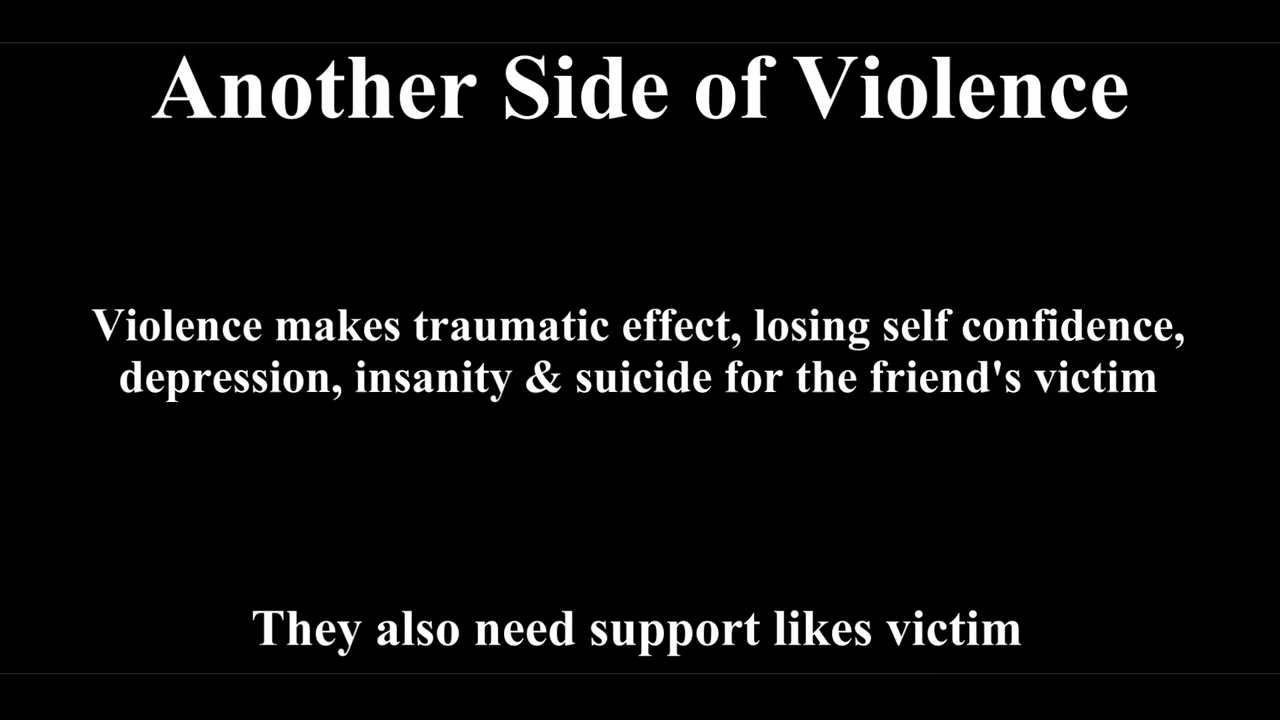 Another Side of Violence
Violence makes traumatic effect, losing self confidence,
depression, insanity & suicide for the friend's victim
They also need support likes victim